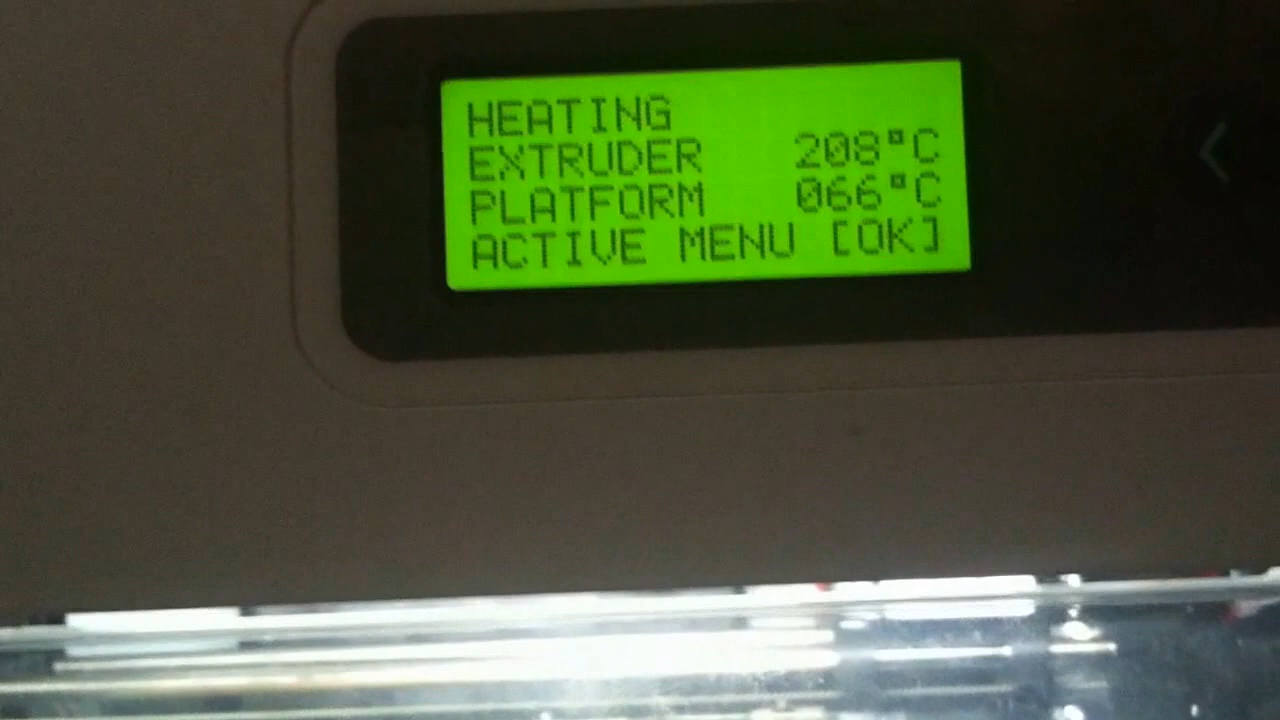 HEATING
EXTRUDER 208°C
PLATFORM 066°C
ACTIVE MENU [OK]